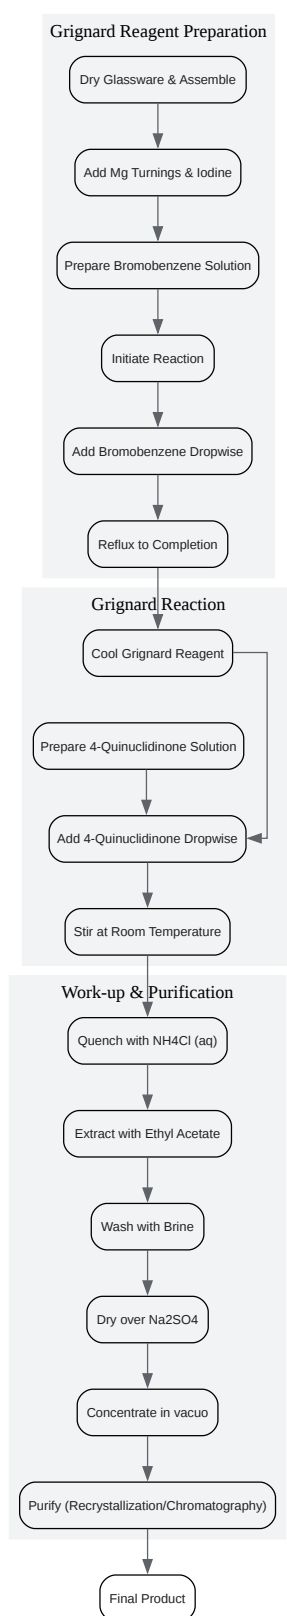 Grignard Reagent Preparation
Dry Glassware & Assemble
Add Mg Turnings & Iodine
Prepare Bromobenzene Solution
Initiate Reaction
Add Bromobenzene Dropwise
Reflux to Completion
Grignard Reaction
Cool Grignard Reagent
Prepare 4-Quinuclidinone Solution
Add 4-Quinuclidinone Dropwise
Stir at Room Temperature
Work-up & Purification
Quench with NH4Cl (aq)
Extract with Ethyl Acetate
Wash with Brine
Dry over Na2SO4
Concentrate in vacuo
Purify (Recrystallization/Chromatography)
Final Product